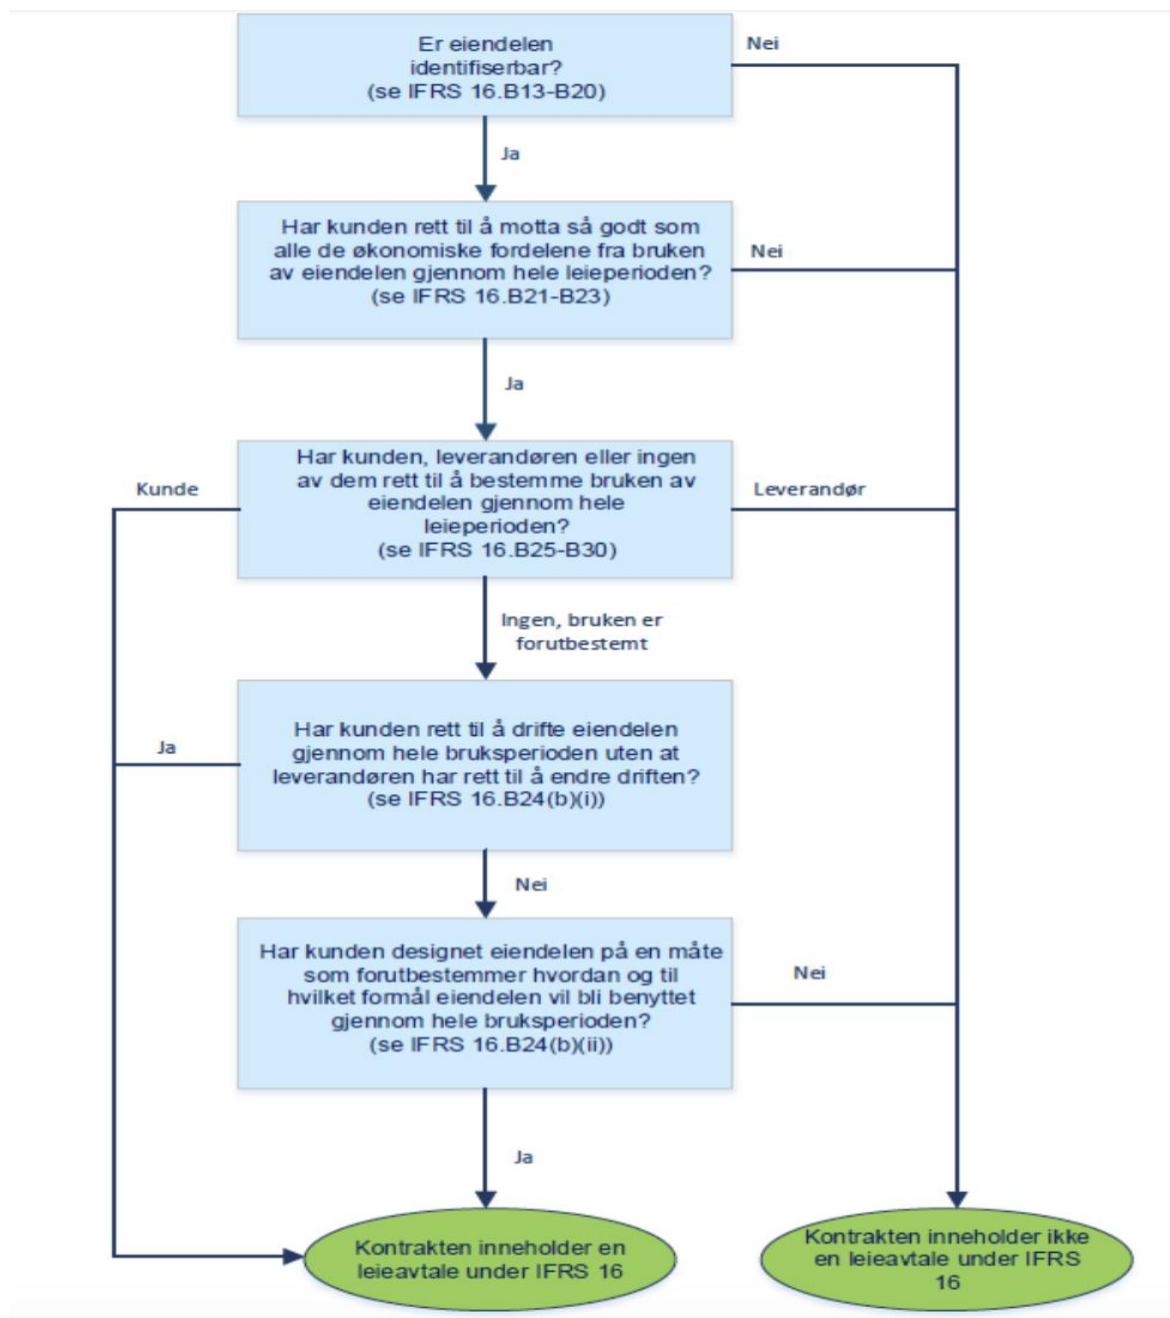 Er eiendelen
identifiserbar?
(se IFRS 16.B13-B20)
Nei
Ja
Har kunden rett til å motta så godt som
alle de økonomiske fordelene fra bruken
av eiendelen gjennom hele leieperioden?
(se IFRS 16.B21-B23)
Nei
Ja
Har kunden, leverandøren eller ingen
av dem rett til å bestemme bruken av
eiendelen gjennom hele
leieperioden?
(se IFRS 16.B25-B30)
Kunde
Leverandør
Ingen, bruken er
forutbestemt
Har kunden rett til å drifte eiendelen
gjennom hele bruksperioden uten at
leverandøren har rett til å endre driften?
(se IFRS 16.B24(b)(i))
Ja
Nei
Har kunden designet eiendelen på en måte
som forutbestemmer hvordan og til
hvilket formål eiendelen vil bli benyttet
gjennom hele bruksperioden?
(se IFRS 16.B24(b)(ii))
Nei
Ja
Kontrakten inneholder en
leieavtale under IFRS 16
Kontrakten inneholder ikke
en leieavtale under IFRS
16